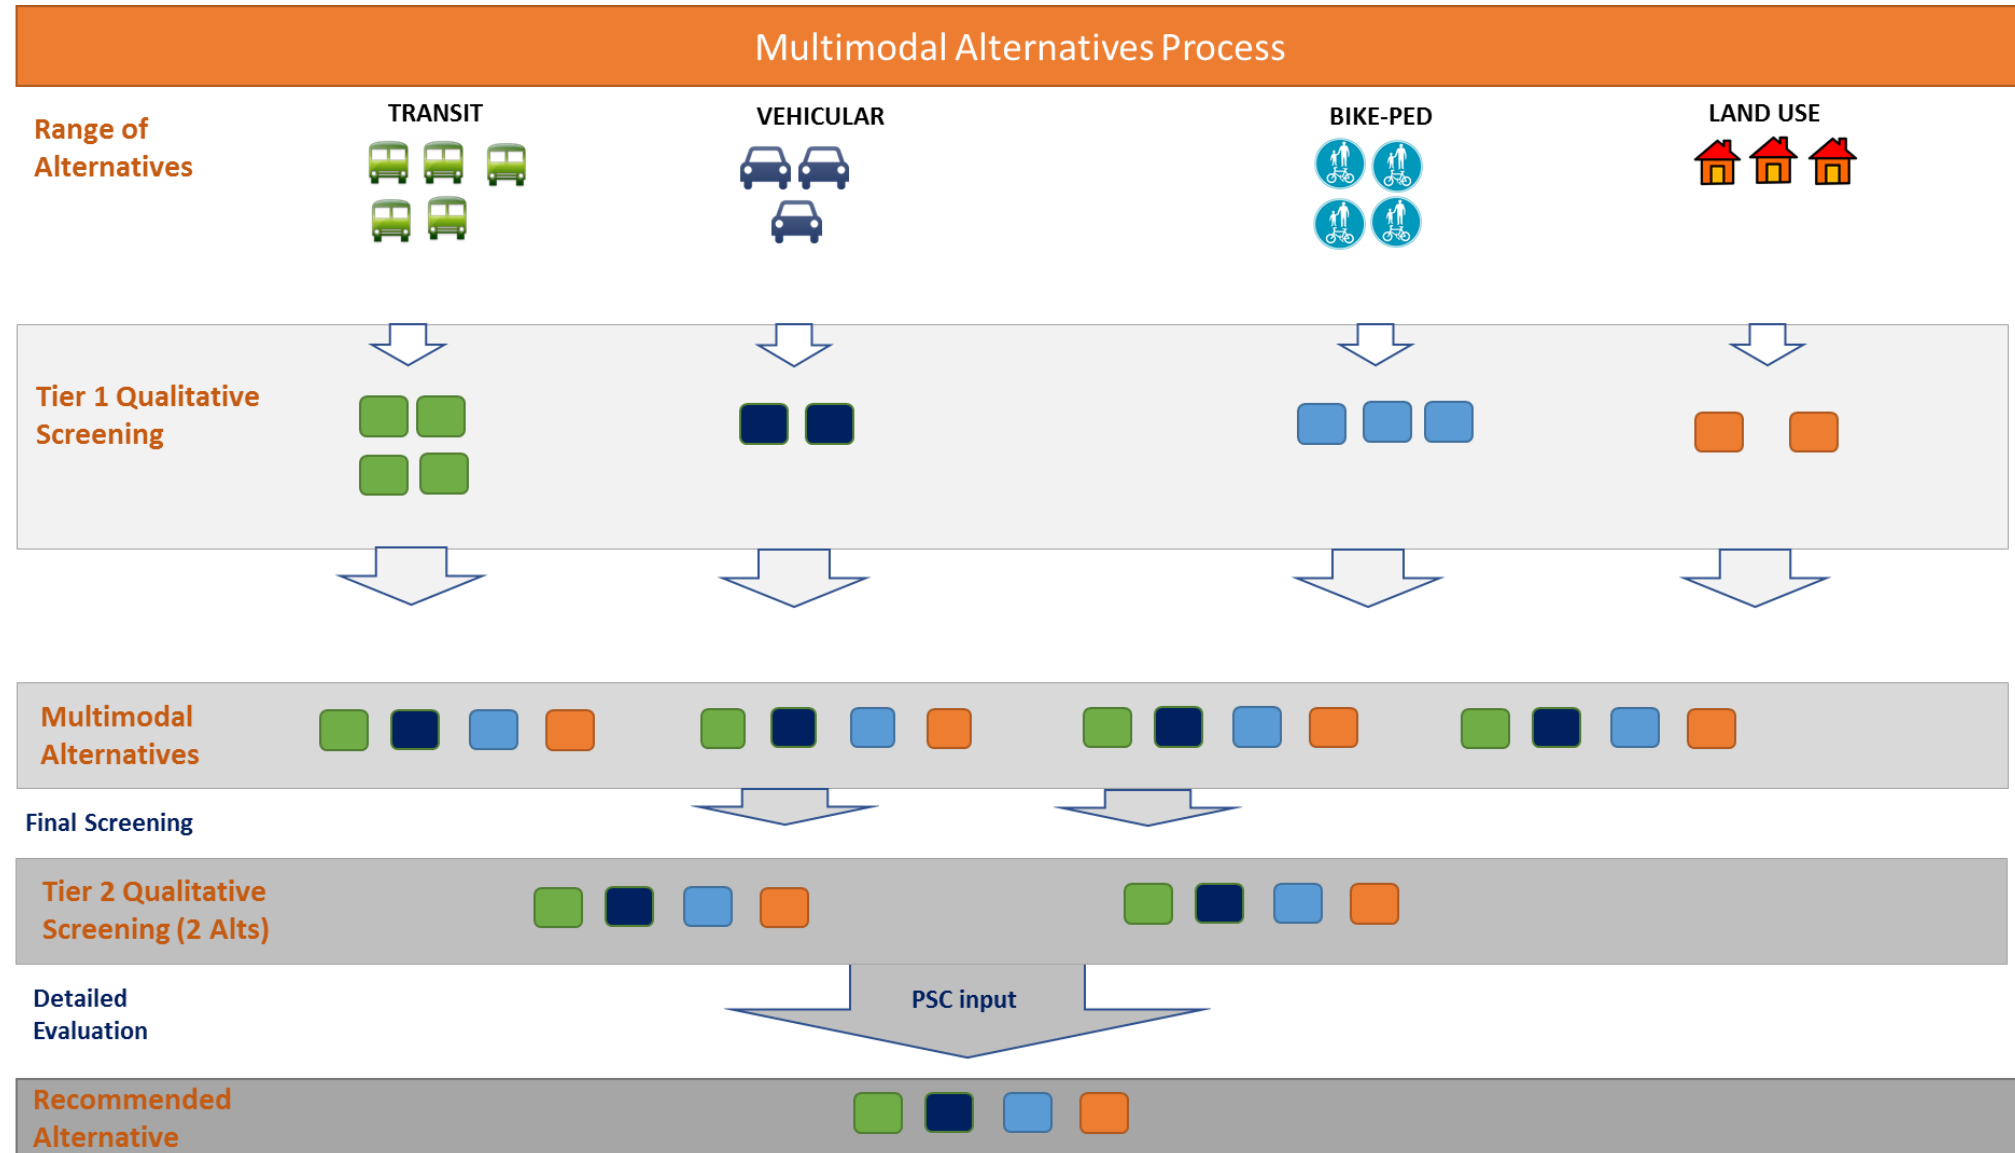 Multimodal Alternatives Process
Range of
Alternatives
TRANSIT
VEHICULAR
BIKE-PED
LAND USE
Tier 1 Qualitative
Screening
Multimodal
Alternatives
Final Screening
Tier 2 Qualitative
Screening (2 Alts)
Detailed
Evaluation
PSC input
Recommended
Alternative